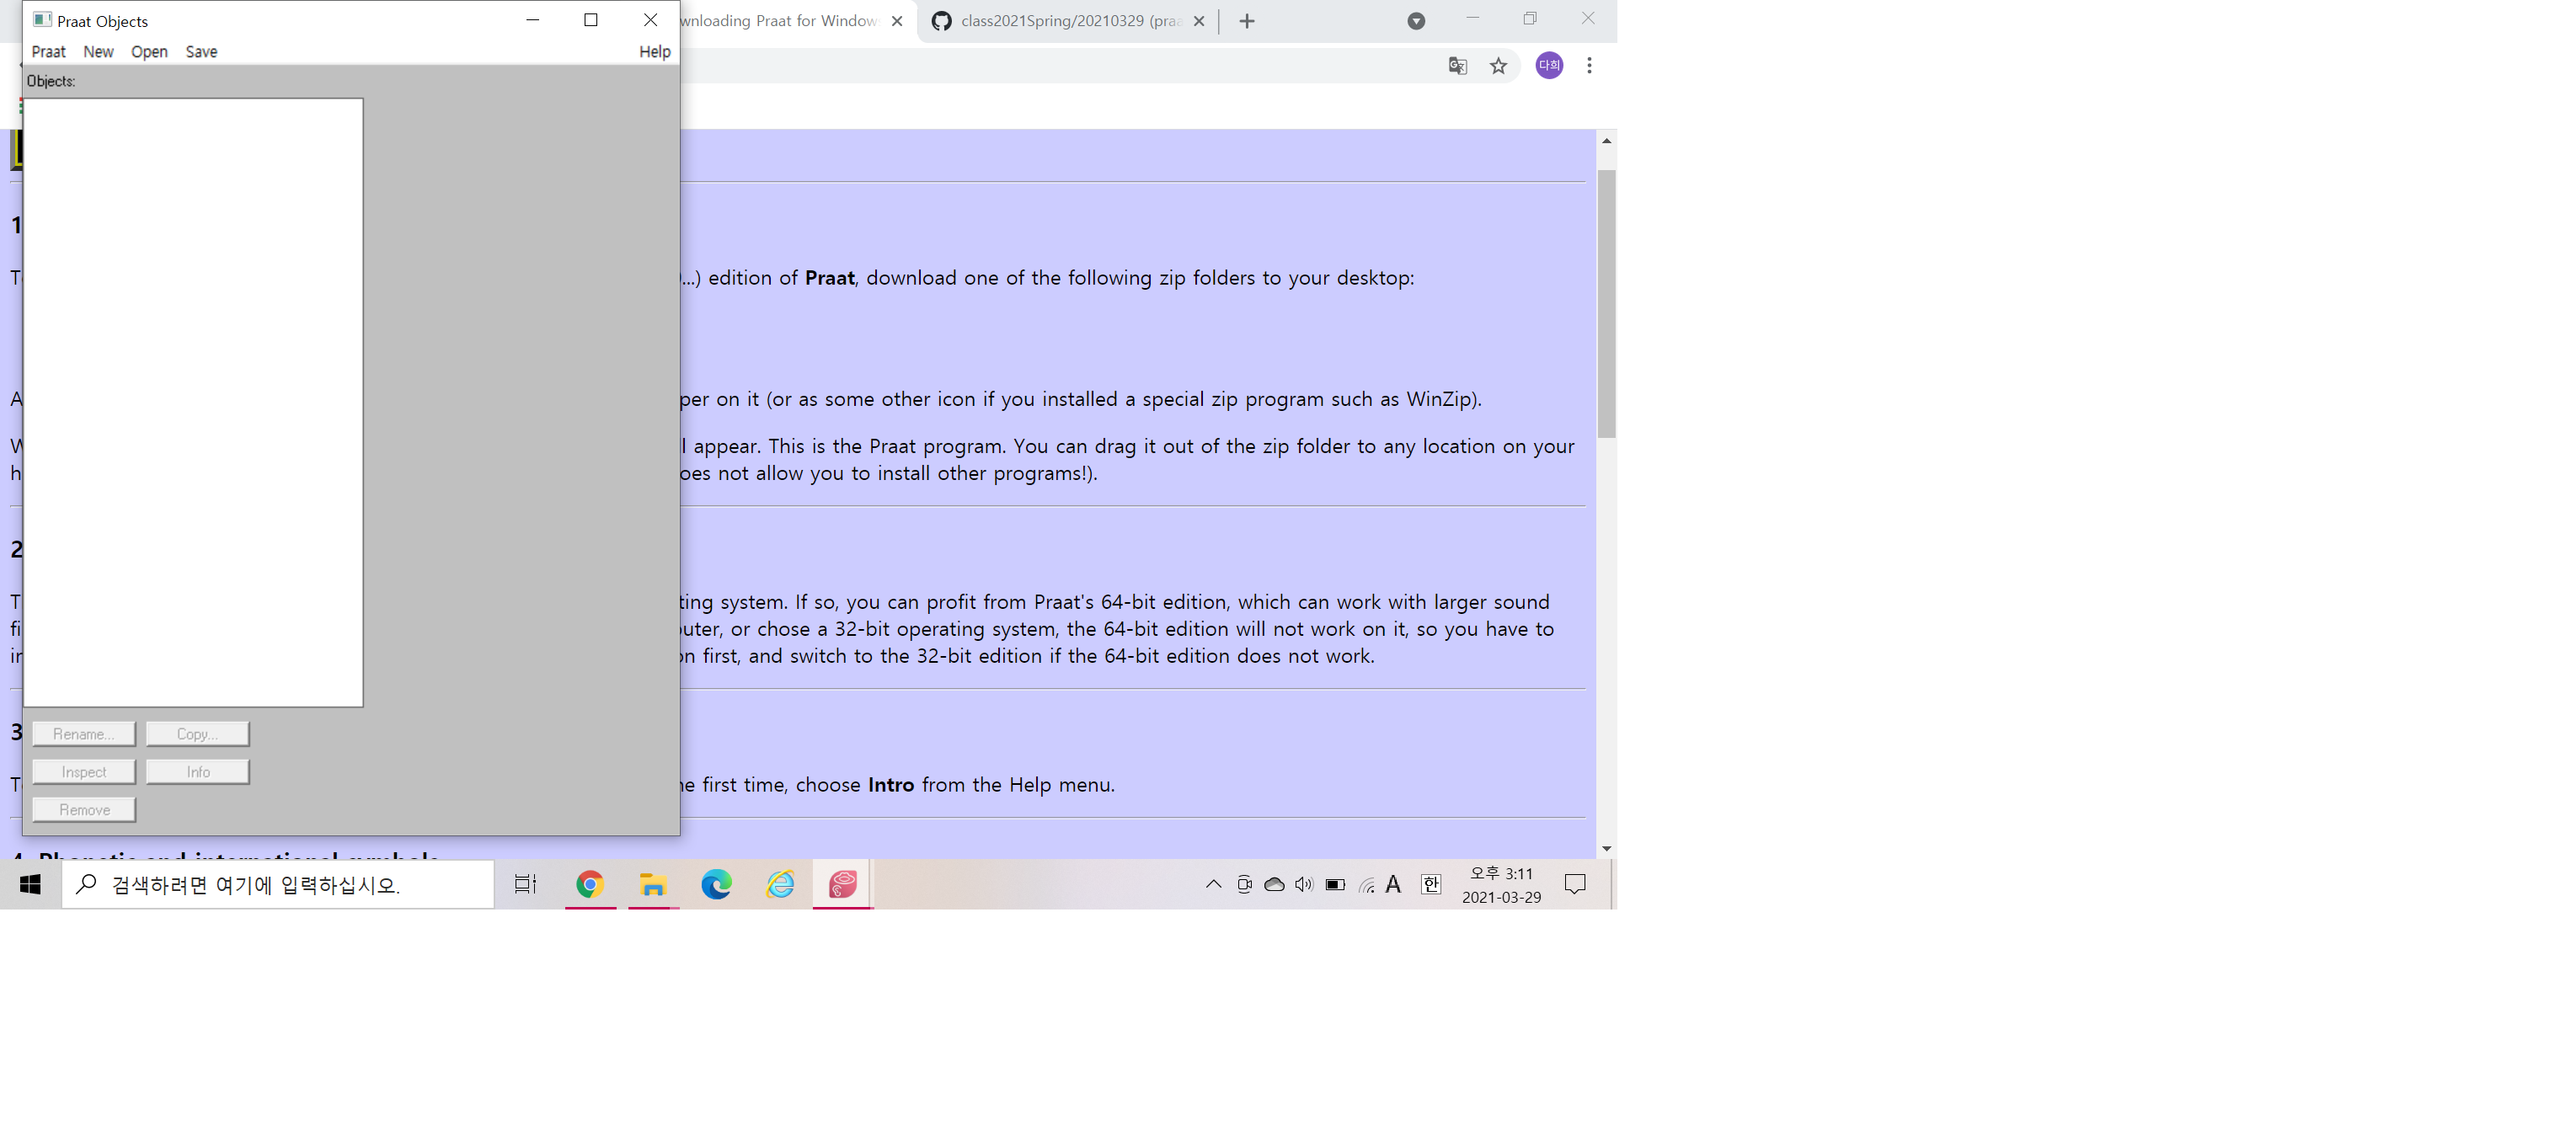 Praat Objects
wnloading Praat for Window
class2021Spring/20210329 (praa
Praat New Open Save Help
다희
Objects:
1
...) edition of Praat, download one of the following zip folders to your desktop:
A per on it (or as some other icon if you installed a special zip program such as WinZip).
W l appear. This is the Praat program. You can drag it out of the zip folder to any location on your
h oes not allow you to install other programs!).
2
T ting system. If so, you can profit from Praat's 64-bit edition, which can work with larger sound
fi uter, or chose a 32-bit operating system, the 64-bit edition will not work on it, so you have to
in n first, and switch to the 32-bit edition if the 64-bit edition does not work.
3
Rename... Copy...
Inspect Info
T e first time, choose Intro from the Help menu.
Remove
4. Phonetic and international symbols
검색하려면 여기에 입력하십시오.
A 한
오후 3:11
2021-03-29